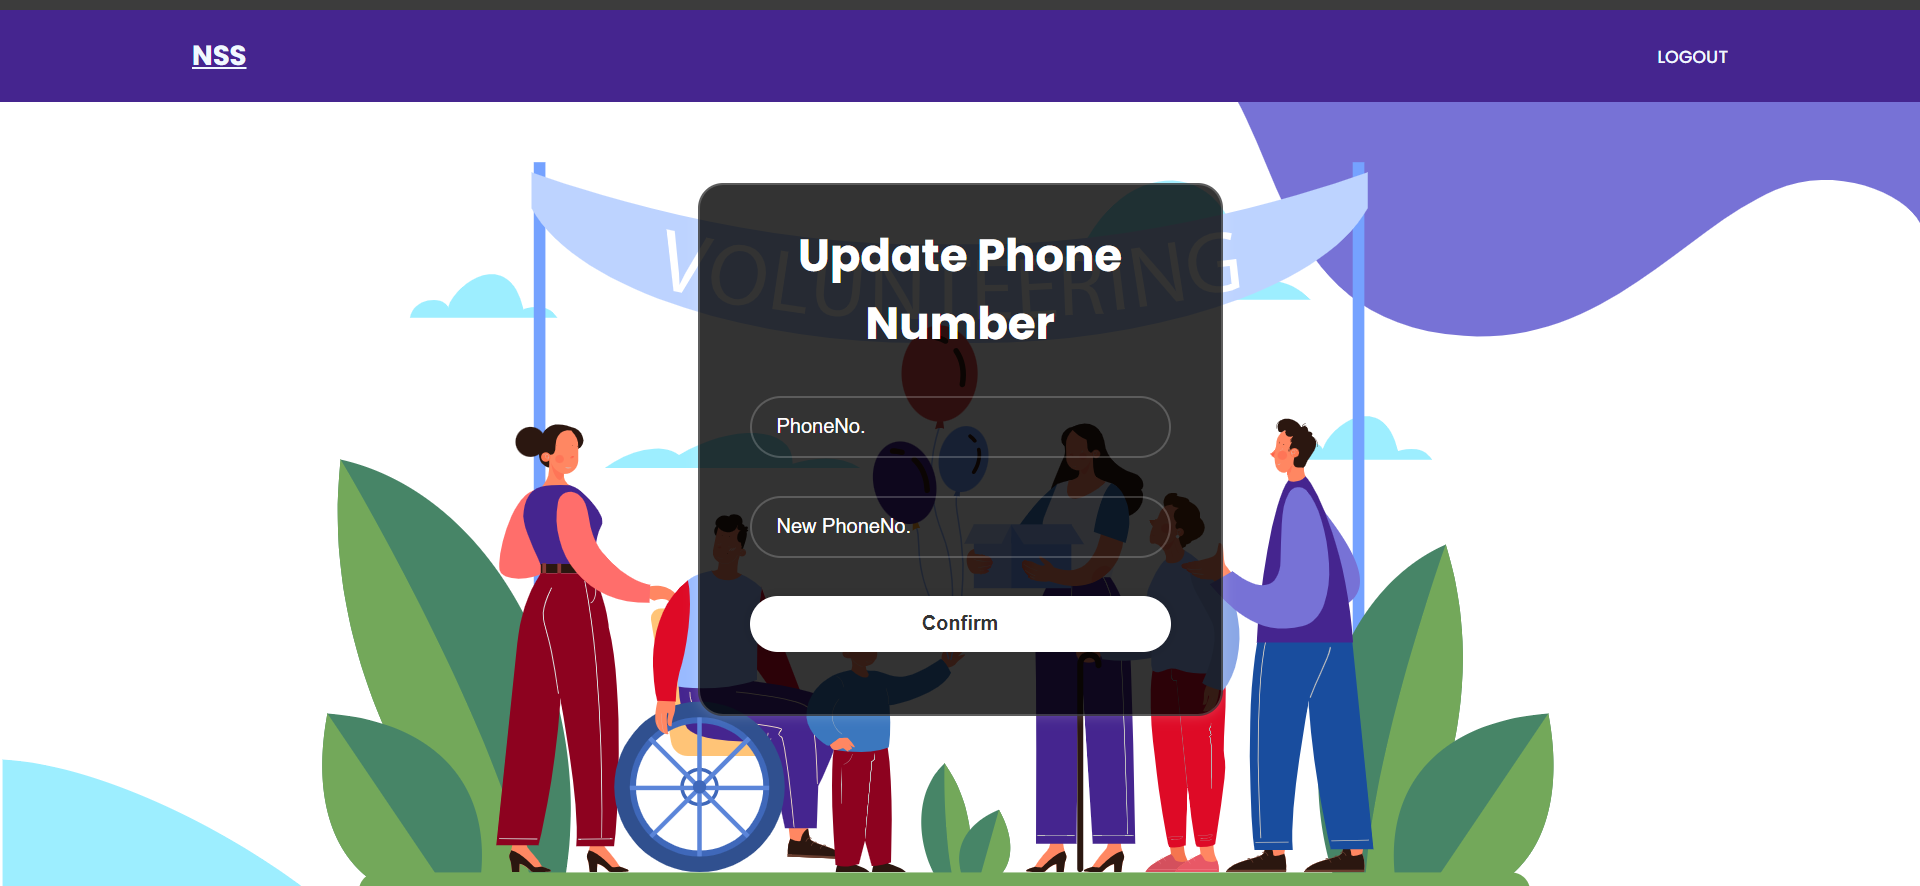 NSS
LOGOUT
VOLUNTEERING
Update Phone
Number
PhoneNo.
New PhoneNo.
Confirm